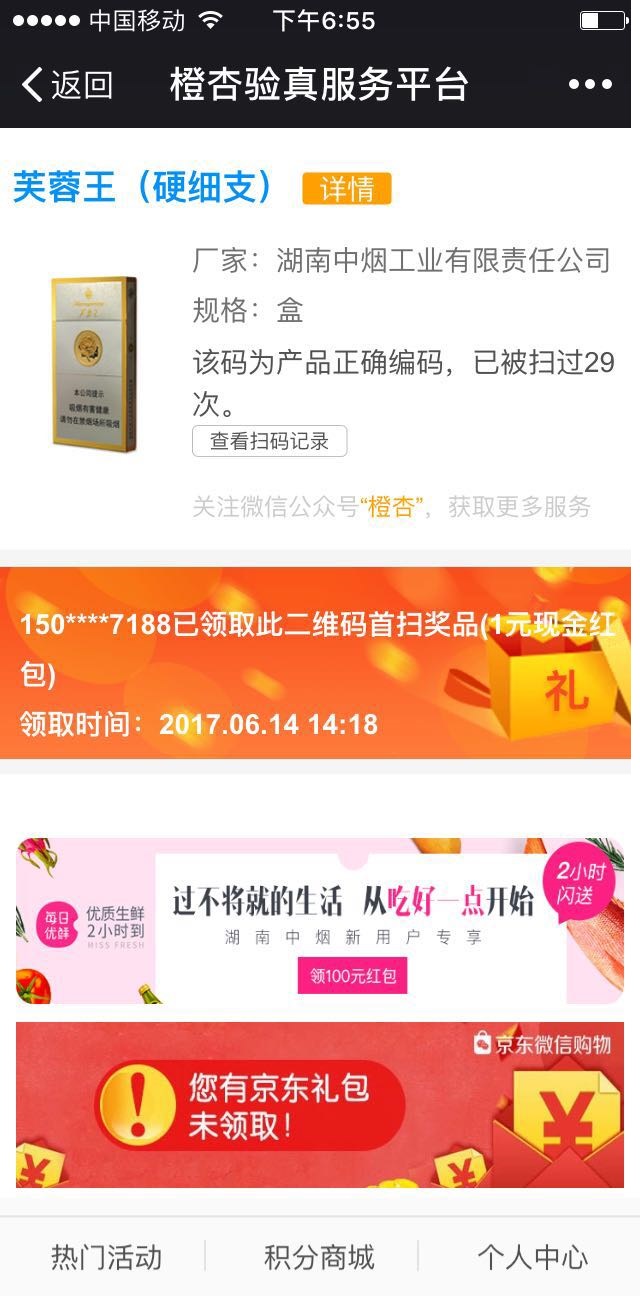 中国移动 下午6:55
返回 橙杏验真服务平台
芙蓉王（硬细支） 详情
厂家：湖南中烟工业有限责任公司
规格：盒
该码为产品正确编码，已被扫过29
次。
查看扫码记录
关注微信公众号“橙杏”，获取更多服务
本公司提示
吸烟有害健康
请勿在禁烟场所吸烟
150****7188已领取此二维码首扫奖品(1元现金红
包)
领取时间：2017.06.14 14:18
礼
每日
优鲜
优质生鲜
2小时到
MISS FRESH
过不将就的生活 从吃好一点开始
湖南中烟新用户专享
领100元红包
2小时
闪送
京东微信购物
您有京东礼包
未领取！
¥
¥
¥
热门活动 积分商城 个人中心